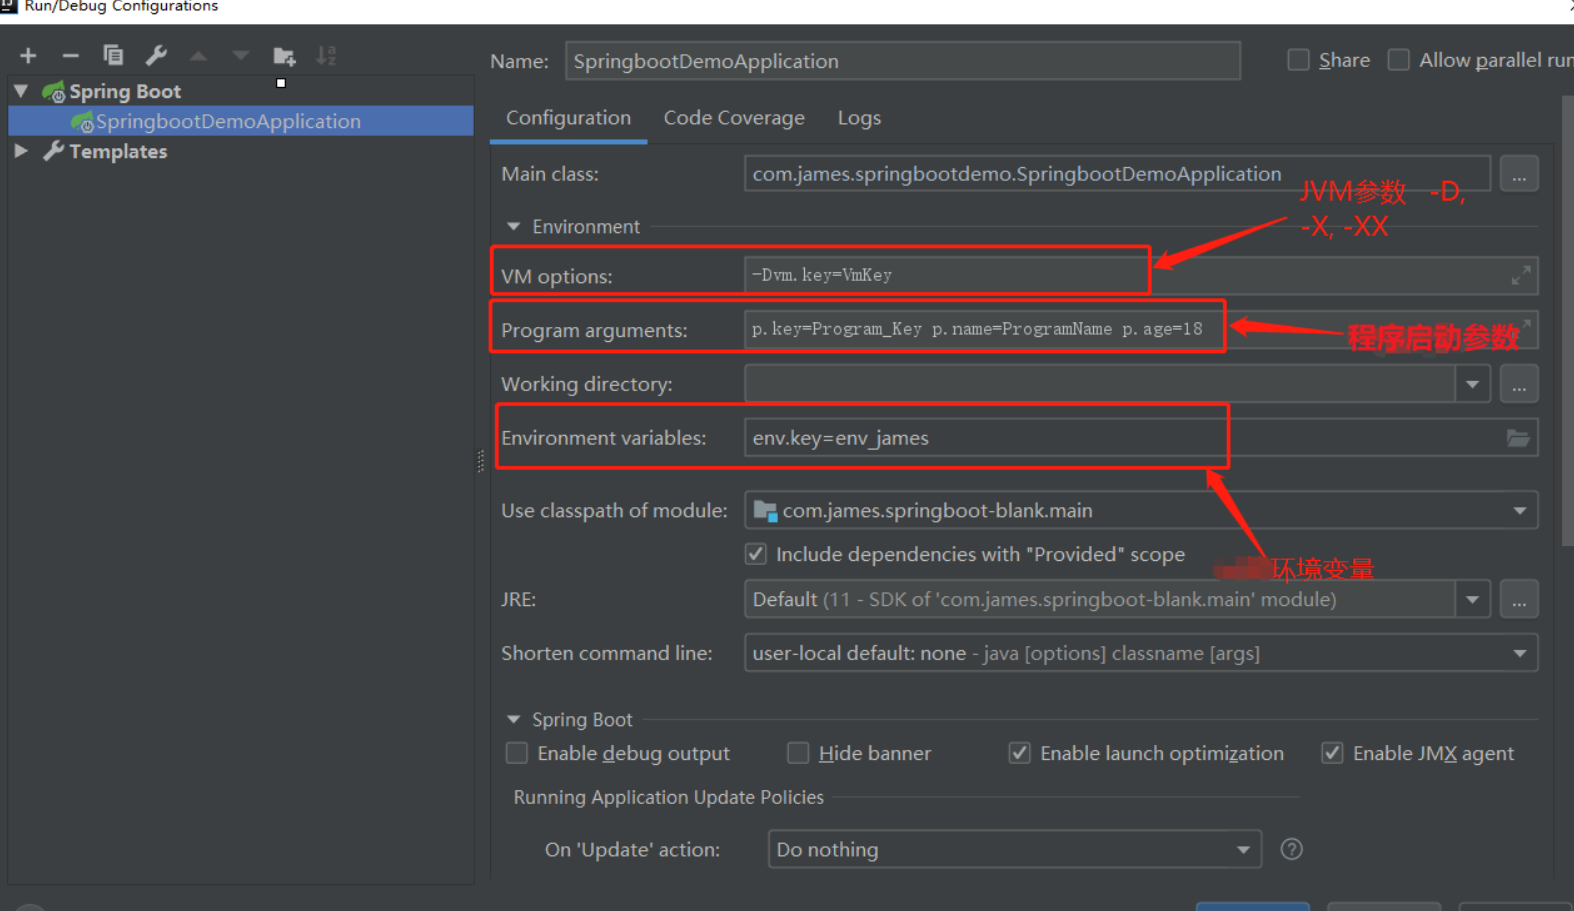 Run/Debug Configurations
Name: SpringbootDemoApplication Share Allow parallel run
Spring Boot
SpringbootDemoApplication
Templates
Configuration Code Coverage Logs
Main class: com.james.springbootdemo.SpringbootDemoApplication ...
JVM参数 -D,
-X, -XX
Environment
VM options: -Dvm.key=VmKey
Program arguments: p.key=Program_Key p.name=ProgramName p.age=18
程序启动参数
Working directory: ...
Environment variables: env.key=env_james
Use classpath of module: com.james.springboot-blank.main
Include dependencies with "Provided" scope
环境变量
JRE: Default (11 - SDK of 'com.james.springboot-blank.main' module) ...
Shorten command line: user-local default: none - java [options] classname [args]
Spring Boot
Enable debug output Hide banner Enable launch optimization Enable JMX agent
Running Application Update Policies
On 'Update' action: Do nothing ?